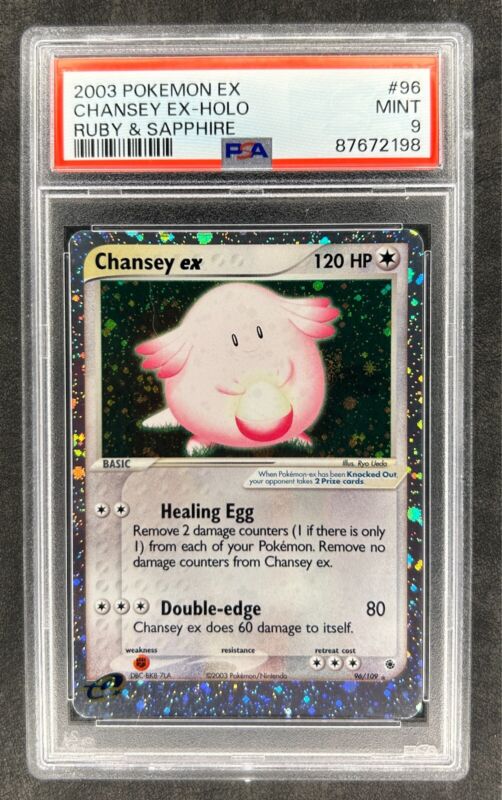 2003 POKEMON EX #96
CHANSEY EX-HOLO MINT
RUBY & SAPPHIRE 9
PSA 87672198
Chansey ex 120 HP
BASIC Illus. Ryo Ueda
When Pokémon-ex has been Knocked Out,
your opponent takes 2 Prize cards.
Healing Egg
Remove 2 damage counters (1 if there is only
1) from each of your Pokémon. Remove no
damage counters from Chansey ex.
Double-edge 80
Chansey ex does 60 damage to itself.
weakness resistance retreat cost
DBC-BKB-7LA ©2003 Pokémon/Nintendo 96/109
e
PSA